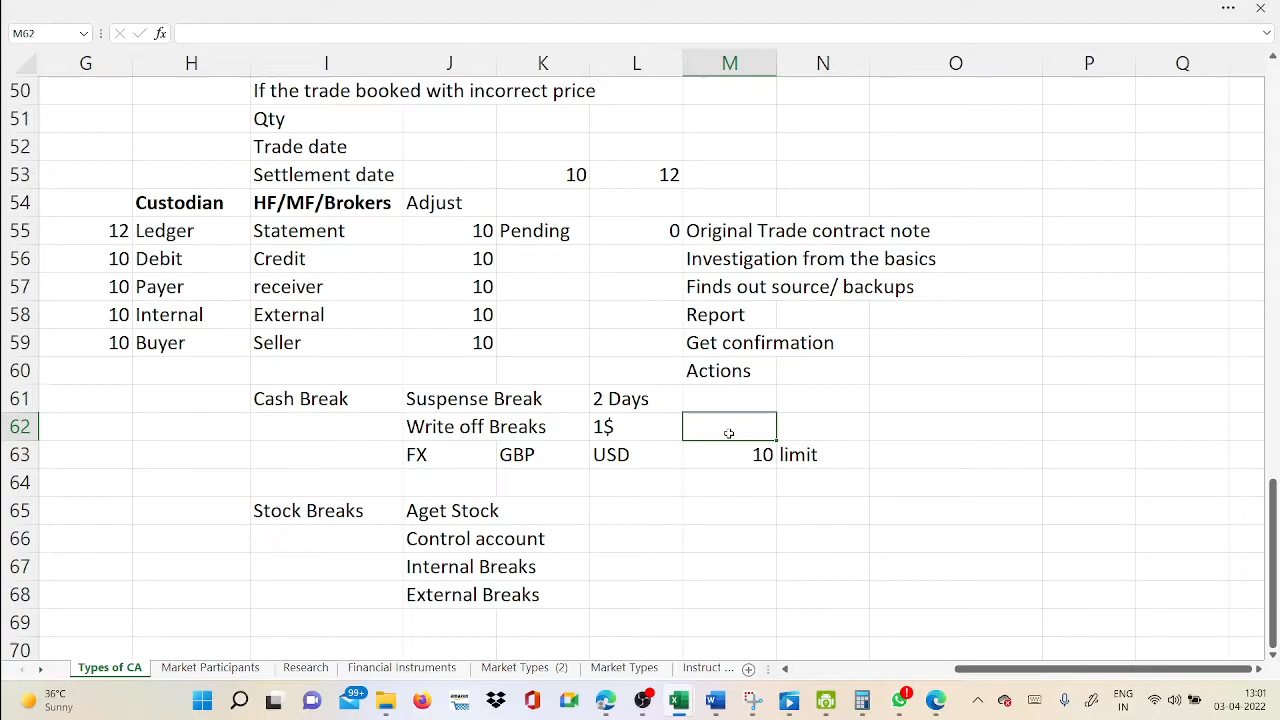 M62
fx
G H I J K L M N O P Q
50 If the trade booked with incorrect price
51 Qty
52 Trade date
53 Settlement date 10 12
54 Custodian HF/MF/Brokers Adjust
55 12 Ledger Statement 10 Pending 0 Original Trade contract note
56 10 Debit Credit 10 Investigation from the basics
57 10 Payer receiver 10 Finds out source/ backups
58 10 Internal External 10 Report
59 10 Buyer Seller 10 Get confirmation
60 Actions
61 Cash Break Suspense Break 2 Days
62 Write off Breaks 1$
63 FX GBP USD 10 limit
64
65 Stock Breaks Aget Stock
66 Control account
67 Internal Breaks
68 External Breaks
69
70
Types of CA Market Participants Research Financial Instruments Market Types (2) Market Types Instruct ...
36°C
Sunny
99+
amazon
ENG
IN
13:01
03-04-2022